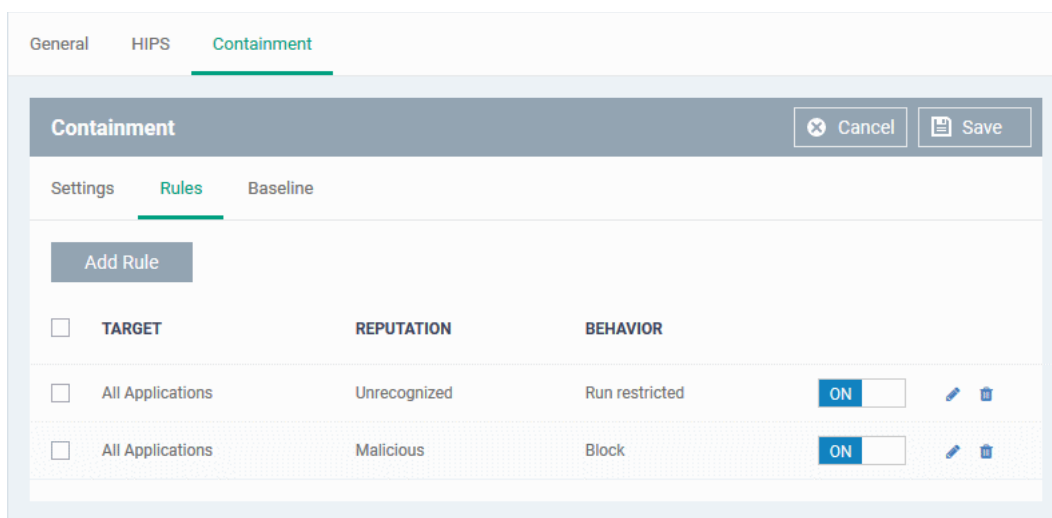 General HIPS Containment
Containment Cancel Save
Settings Rules Baseline
Add Rule
TARGET REPUTATION BEHAVIOR
All Applications Unrecognized Run restricted ON
All Applications Malicious Block ON